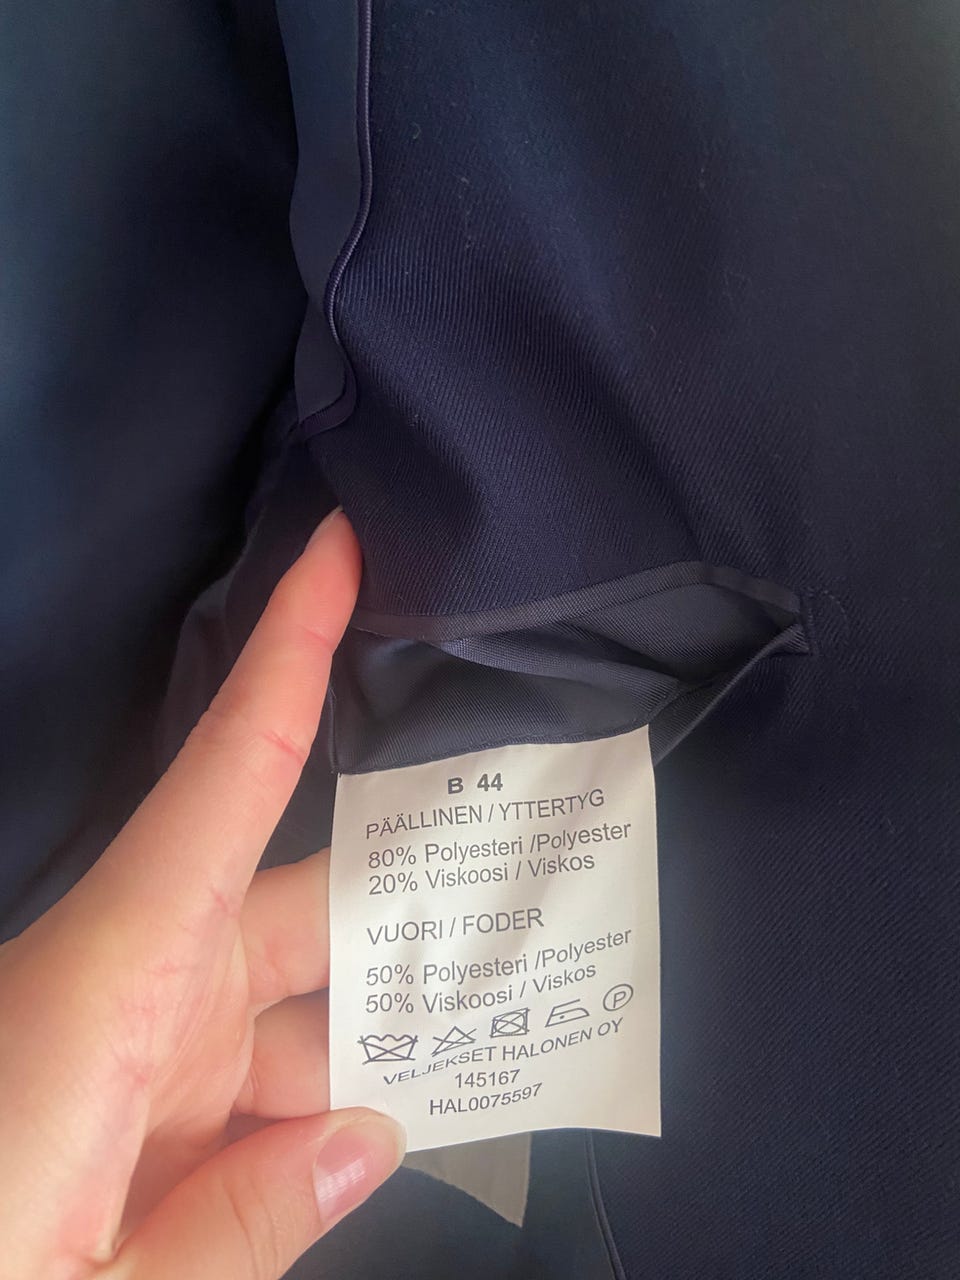 B 44
PÄÄLLINEN / YTTERTYG
80% Polyesteri /Polyester
20% Viskoosi / Viskos
VUORI / FODER
50% Polyesteri /Polyester
50% Viskoosi / Viskos
P
VELJEKSET HALONEN OY
145167
HAL0075597